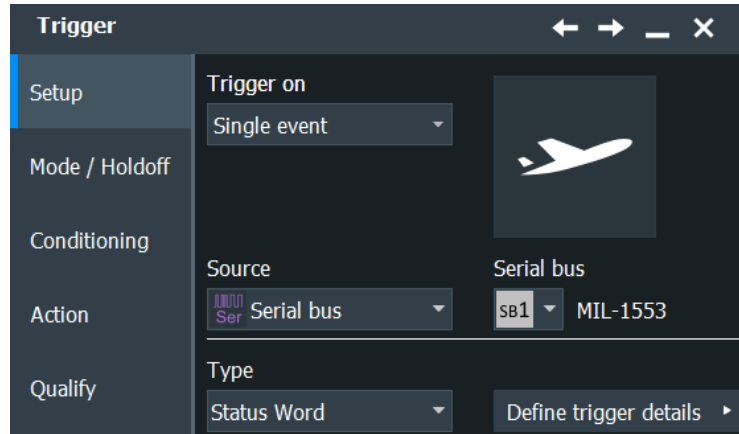 Trigger
Setup
Mode / Holdoff
Conditioning
Action
Qualify
Trigger on
Single event
Source
Ser Serial bus
Serial bus
SB1 MIL-1553
Type
Status Word
Define trigger details